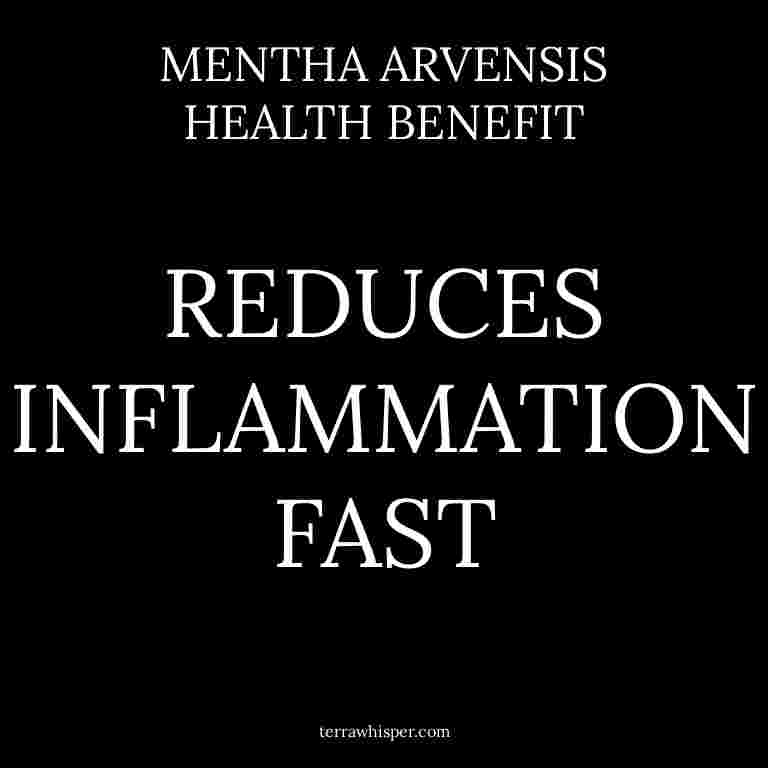 MENTHA ARVENSIS
HEALTH BENEFIT
REDUCES
INFLAMMATION
FAST
terrawhisper.com